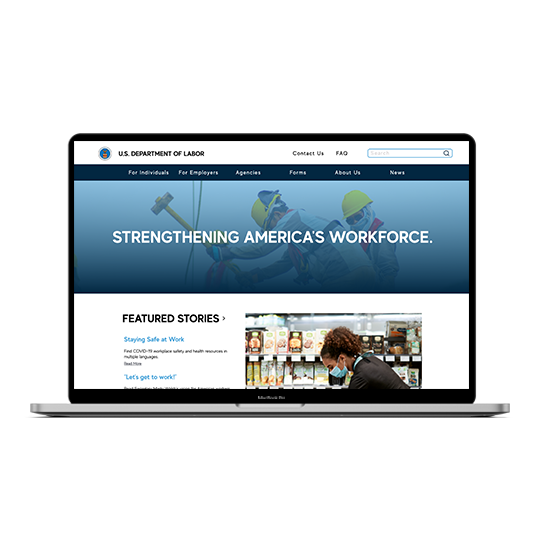 U.S. DEPARTMENT OF LABOR
Contact Us FAQ Search
For Individuals For Employers Agencies Forms About Us News
STRENGTHENING AMERICA'S WORKFORCE.
FEATURED STORIES ›
Staying Safe at Work
Find COVID-19 workplace safety and health resources in
multiple languages.
Read More
'Let's get to work!'
MacBook Pro